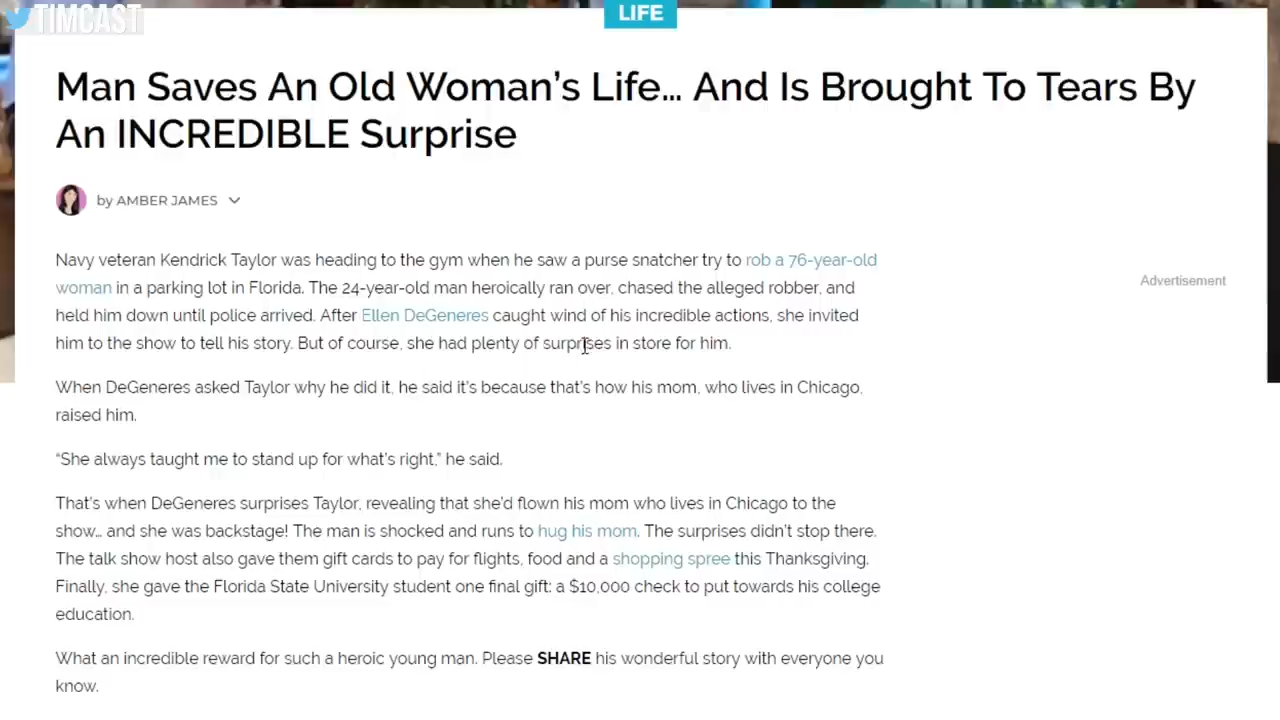 TIMCAST
LIFE
Man Saves An Old Woman’s Life… And Is Brought To Tears By
An INCREDIBLE Surprise
by AMBER JAMES
Navy veteran Kendrick Taylor was heading to the gym when he saw a purse snatcher try to rob a 76-year-old
woman in a parking lot in Florida. The 24-year-old man heroically ran over, chased the alleged robber, and
held him down until police arrived. After Ellen DeGeneres caught wind of his incredible actions, she invited
him to the show to tell his story. But of course, she had plenty of surprises in store for him.
Advertisement
When DeGeneres asked Taylor why he did it, he said it’s because that’s how his mom, who lives in Chicago,
raised him.
“She always taught me to stand up for what’s right,” he said.
That’s when DeGeneres surprises Taylor, revealing that she’d flown his mom who lives in Chicago to the
show… and she was backstage! The man is shocked and runs to hug his mom. The surprises didn’t stop there.
The talk show host also gave them gift cards to pay for flights, food and a shopping spree this Thanksgiving.
Finally, she gave the Florida State University student one final gift: a $10,000 check to put towards his college
education.
What an incredible reward for such a heroic young man. Please SHARE his wonderful story with everyone you
know.